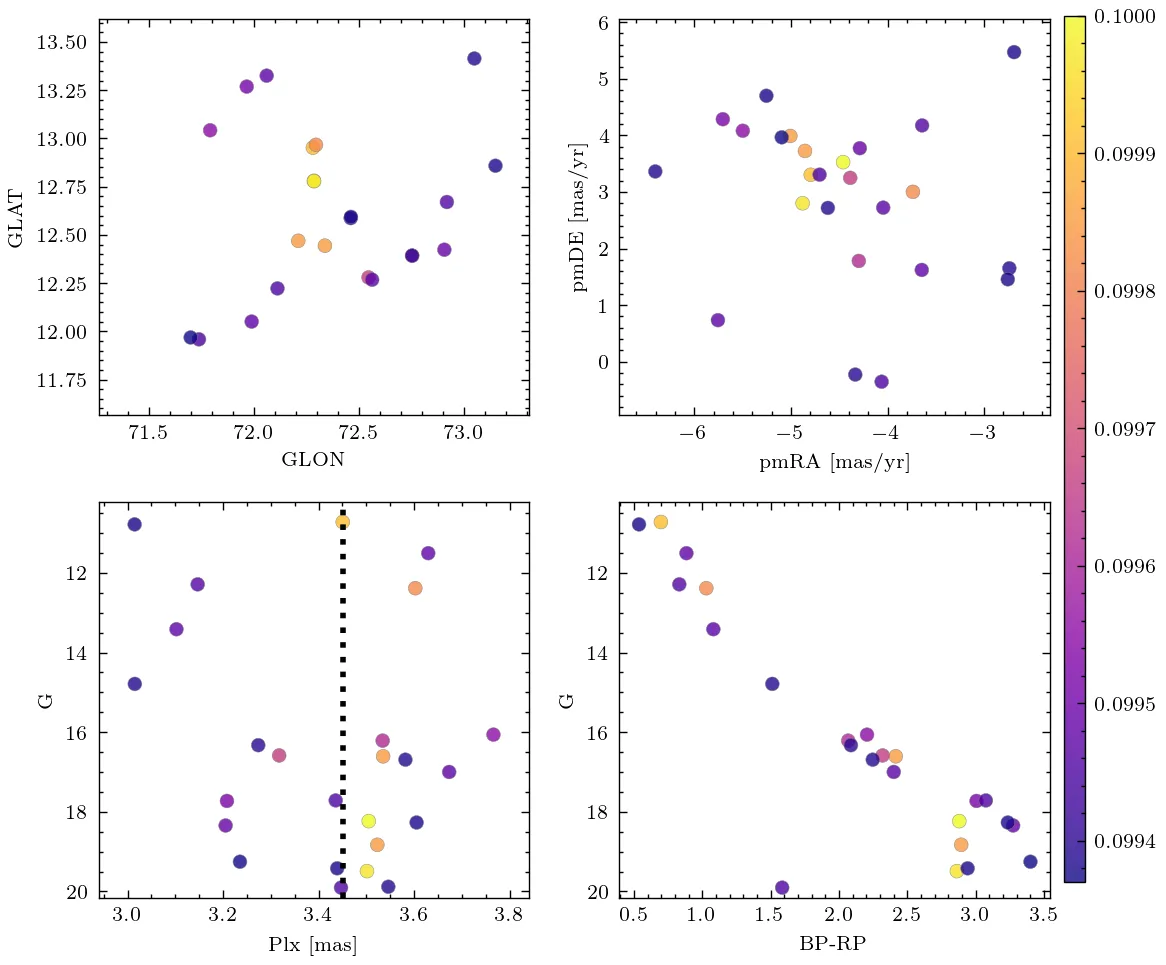 13.50
13.25
13.00
12.75
12.50
12.25
12.00
11.75
GLAT
71.5 72.0 72.5 73.0
GLON
6
5
4
3
2
1
0
pmDE [mas/yr]
−6 −5 −4 −3
pmRA [mas/yr]
12
14
16
18
20
G
3.0 3.2 3.4 3.6 3.8
Plx [mas]
12
14
16
18
20
G
0.5 1.0 1.5 2.0 2.5 3.0 3.5
BP-RP
0.1000
0.0999
0.0998
0.0997
0.0996
0.0995
0.0994